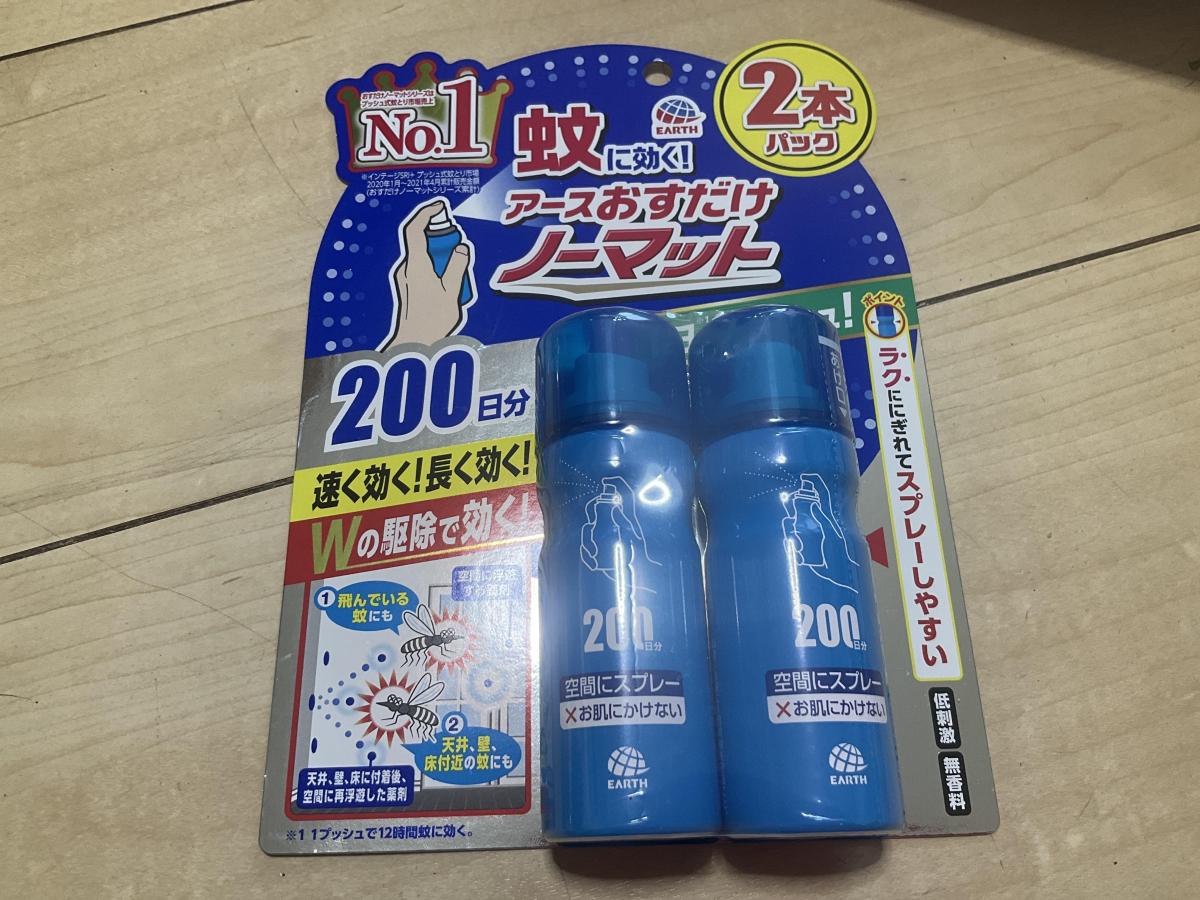 おすだけノーマットシリーズは
プッシュ式蚊とり市場売上
No.1
※インテージSRI+ プッシュ式蚊とり市場
2020年1月～2021年4月累計販売金額
(おすだけノーマットシリーズ累計)
蚊に効く!
EARTH
2本
パック
アースおすだけ
ノーマット
200日分
速く効く!長く効く!
Wの駆除で効く!
空間に浮遊
する薬剤
1 飛んでいる
蚊にも
2
天井、壁、
床付近の蚊にも
天井、壁、床に付着後、
空間に再浮遊した薬剤
※1 1プッシュで12時間蚊に効く。
ポイント
ラクににぎれてスプレーしやすい
低刺激
無香料
200日分
空間にスプレー
×お肌にかけない
EARTH
200日分
空間にスプレー
×お肌にかけない
EARTH